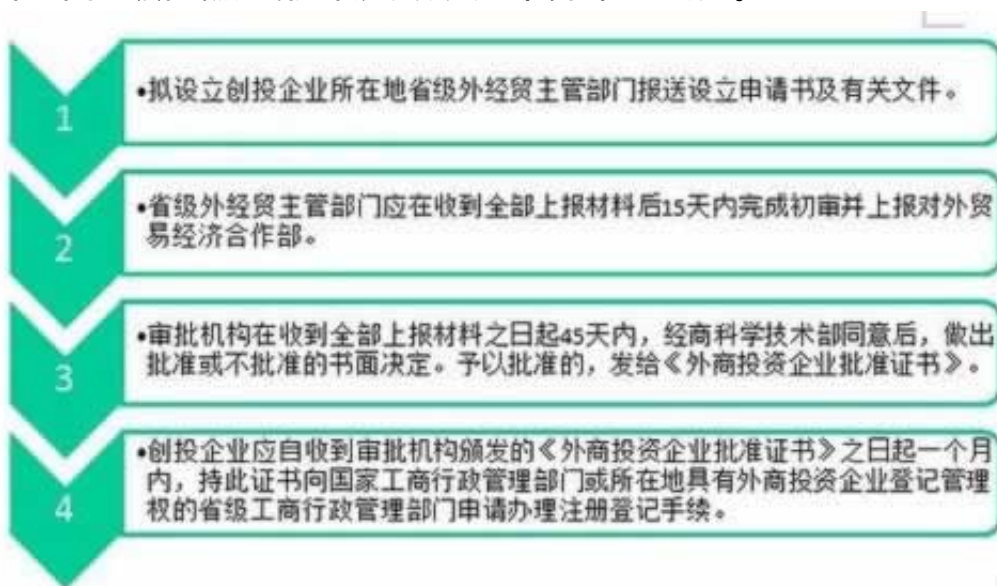 1
•拟设立创投企业所在地省级外经贸主管部门报送设立申请书及有关文件。
2
•省级外经贸主管部门应在收到全部上报材料后15天内完成初审并上报对外贸
易经济合作部。
3
•审批机构在收到全部上报材料之日起45天内，经商科学技术部同意后，做出
批准或不批准的书面决定。予以批准的，发给《外商投资企业批准证书》。
4
•创投企业应自收到审批机构颁发的《外商投资企业批准证书》之日起一个月
内，持此证书向国家工商行政管理部门或所在地具有外商投资企业登记管理
权的省级工商行政管理部门申请办理注册登记手续。